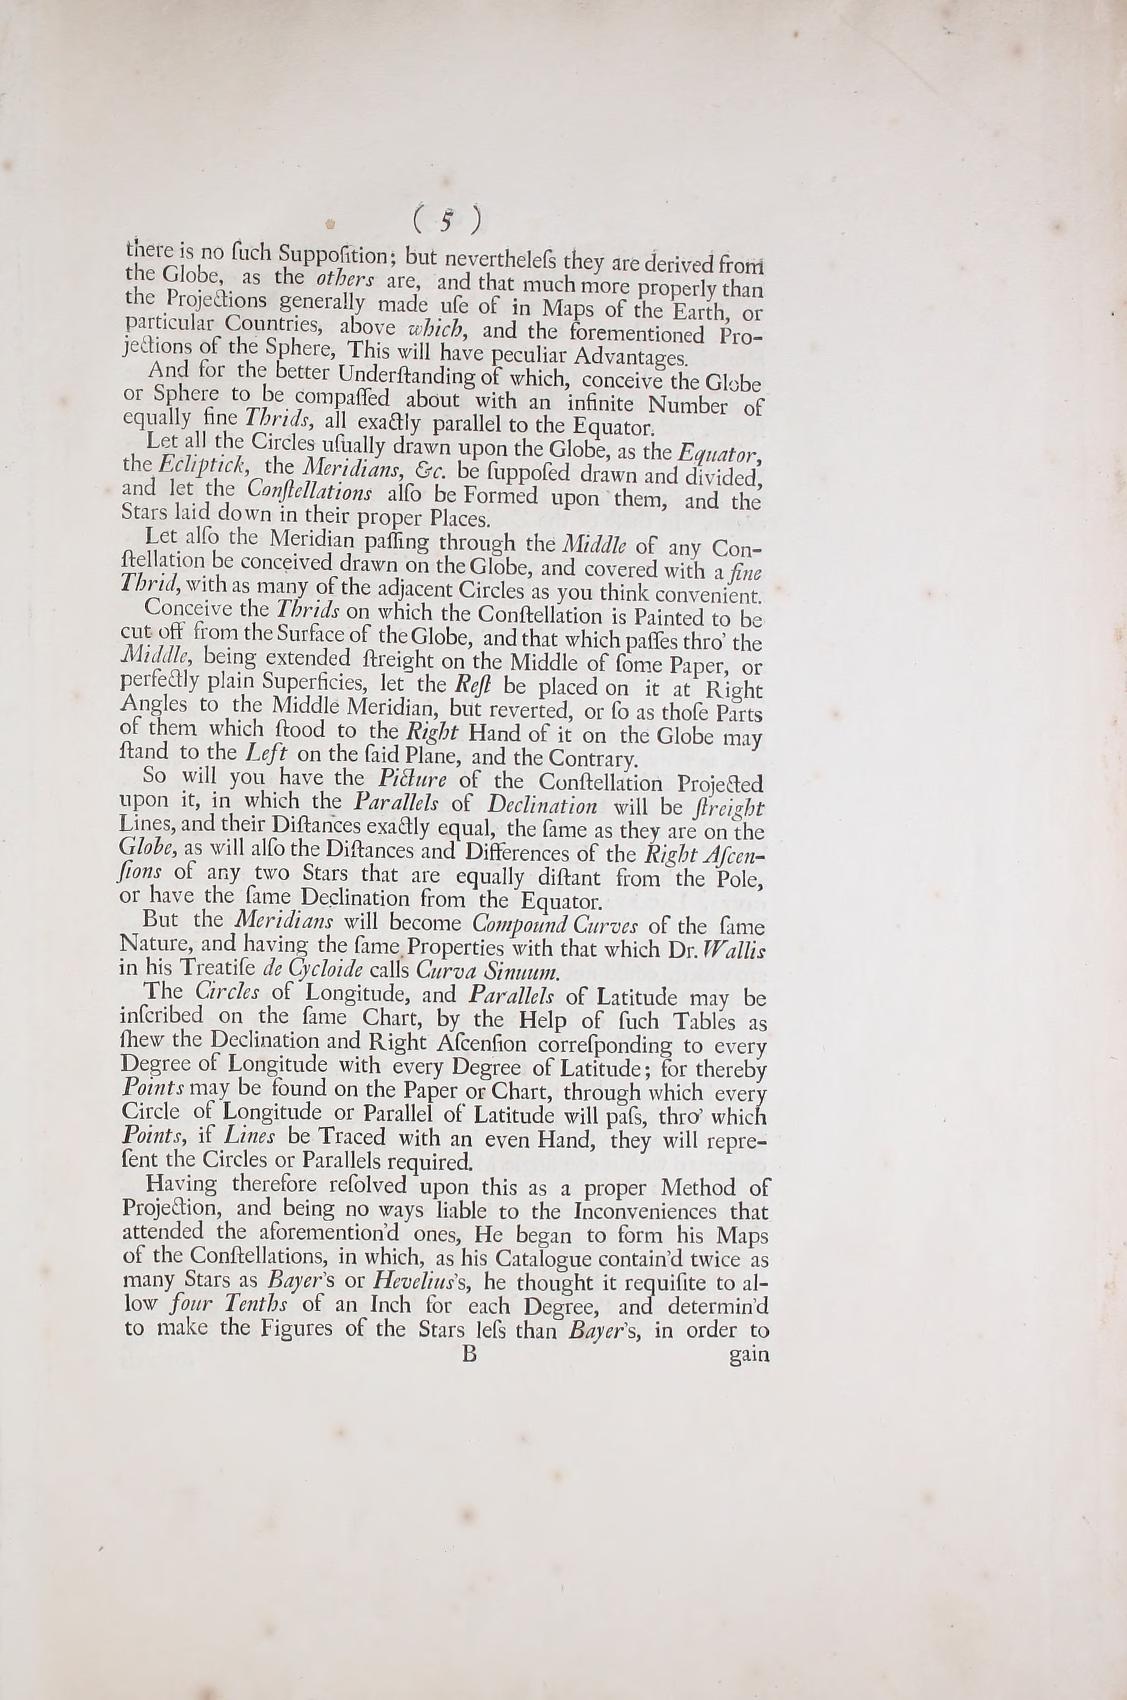 ( 5 )
there is no ſuch Suppoſition; but nevertheleſs they are derived from
the Globe, as the others are, and that much more properly than
the Projections generally made uſe of in Maps of the Earth, or
particular Countries, above which, and the forementioned Pro-
jections of the Sphere, This will have peculiar Advantages.
And for the better Underſtanding of which, conceive the Globe
or Sphere to be compaſſed about with an infinite Number of
equally fine Thrids, all exactly parallel to the Equator.
Let all the Circles uſually drawn upon the Globe, as the Equator,
the Ecliptick, the Meridians, &c. be ſuppoſed drawn and divided,
and let the Conſtellations alſo be Formed upon them, and the
Stars laid down in their proper Places.
Let alſo the Meridian paſſing through the Middle of any Con-
ſtellation be conceived drawn on the Globe, and covered with a fine
Thrid, with as many of the adjacent Circles as you think convenient.
Conceive the Thrids on which the Conſtellation is Painted to be
cut off from the Surface of the Globe, and that which paſſes thro' the
Middle, being extended ſtreight on the Middle of ſome Paper, or
perfectly plain Superficies, let the Reſt be placed on it at Right
Angles to the Middle Meridian, but reverted, or ſo as thoſe Parts
of them which ſtood to the Right Hand of it on the Globe may
ſtand to the Left on the ſaid Plane, and the Contrary.
So will you have the Picture of the Conſtellation Projected
upon it, in which the Parallels of Declination will be ſtreight
Lines, and their Diſtances exactly equal, the ſame as they are on the
Globe, as will alſo the Diſtances and Differences of the Right Aſcen-
ſions of any two Stars that are equally diſtant from the Pole,
or have the ſame Declination from the Equator.
But the Meridians will become Compound Curves of the ſame
Nature, and having the ſame Properties with that which Dr. Wallis
in his Treatiſe de Cycloide calls Curva Sinuum.
The Circles of Longitude, and Parallels of Latitude may be
inſcribed on the ſame Chart, by the Help of ſuch Tables as
ſhew the Declination and Right Aſcenſion correſponding to every
Degree of Longitude with every Degree of Latitude; for thereby
Points may be found on the Paper or Chart, through which every
Circle of Longitude or Parallel of Latitude will paſs, thro' which
Points, if Lines be Traced with an even Hand, they will repre-
ſent the Circles or Parallels required.
Having therefore reſolved upon this as a proper Method of
Projection, and being no ways liable to the Inconveniences that
attended the aforemention'd ones, He began to form his Maps
of the Conſtellations, in which, as his Catalogue contain'd twice as
many Stars as Bayer's or Hevelius's, he thought it requiſite to al-
low four Tenths of an Inch for each Degree, and determin'd
to make the Figures of the Stars leſs than Bayer's, in order to
B gain